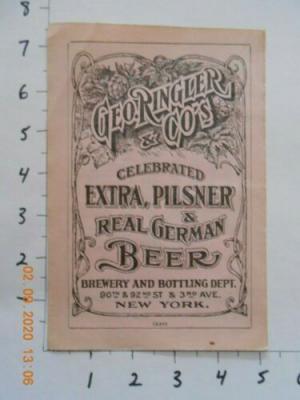 GEO. RINGLER
& CO'S
CELEBRATED
EXTRA, PILSNER
&
REAL GERMAN
BEER
BREWERY AND BOTTLING DEPT.
90TH & 92ND ST & 3RD AVE.
NEW YORK.
8
7
6
5
4
3
2
1
1
2
3
4
5
6
02.09.2020 13:06